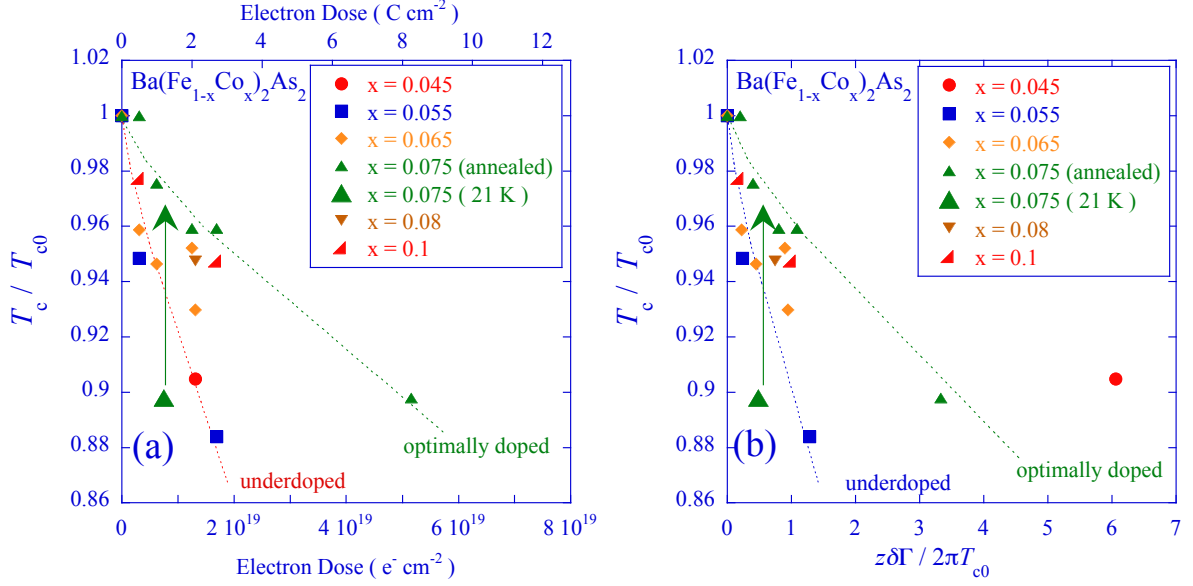 Electron Dose ( C cm-2 )
0 2 4 6 8 10 12
1.02
1
0.98
0.96
0.94
0.92
0.9
0.88
0.86
Tc / Tc0
Ba(Fe1-xCox)2As2
x = 0.045
x = 0.055
x = 0.065
x = 0.075 (annealed)
x = 0.075 ( 21 K )
x = 0.08
x = 0.1
(a)
optimally doped
underdoped
0 2 10^19 4 10^19 6 10^19 8 10^19
Electron Dose ( e- cm-2 )
1.02
1
0.98
0.96
0.94
0.92
0.9
0.88
0.86
Tc / Tc0
Ba(Fe1-xCox)2As2
x = 0.045
x = 0.055
x = 0.065
x = 0.075 (annealed)
x = 0.075 ( 21 K )
x = 0.08
x = 0.1
(b)
optimally doped
underdoped
0 1 2 3 4 5 6 7
zδΓ / 2πTc0